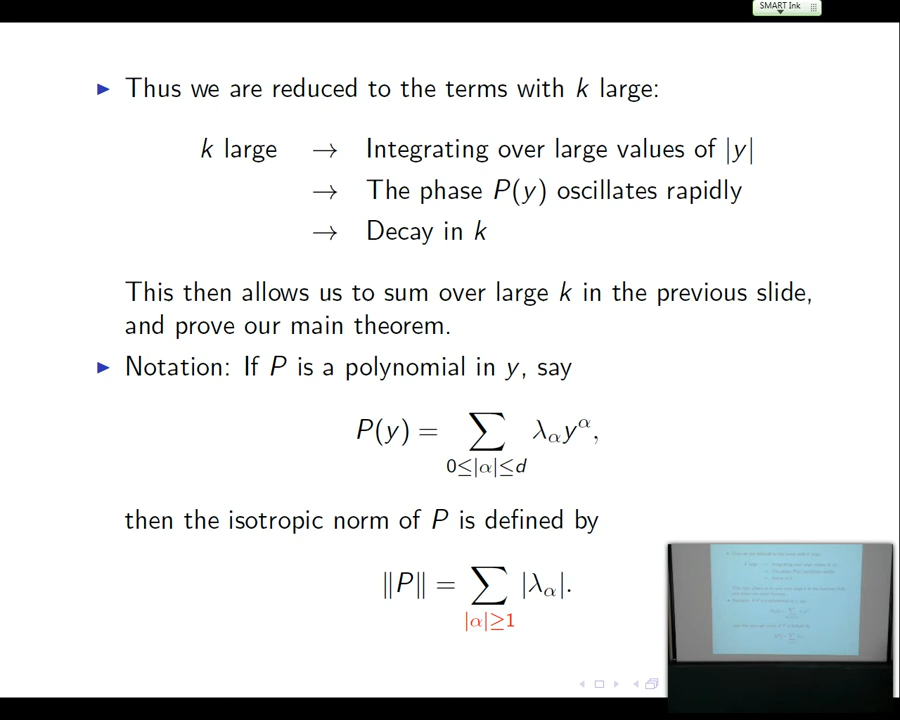 SMART Ink
▶ Thus we are reduced to the terms with k large:
k large → Integrating over large values of |y|
→ The phase P(y) oscillates rapidly
→ Decay in k
This then allows us to sum over large k in the previous slide,
and prove our main theorem.
▶ Notation: If P is a polynomial in y, say
P(y) = ∑ λ_α y^α,
0≤|α|≤d
then the isotropic norm of P is defined by
‖P‖ = ∑ |λ_α|.
|α|≥1